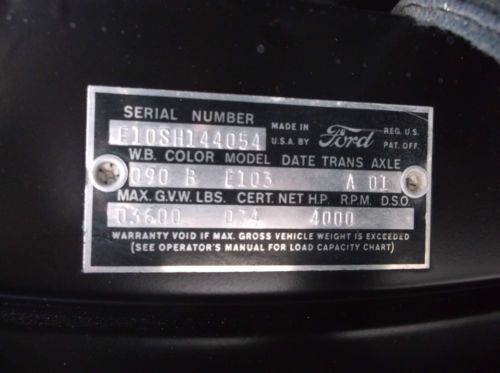 SERIAL NUMBER
E10SH144054 MADE IN U.S.A. BY Ford REG. U.S. PAT. OFF.
W.B. COLOR MODEL DATE TRANS AXLE
090 B E103 A 01
MAX. G.V.W. LBS. CERT. NET H.P. R.P.M. D.S.O.
03600 034 4000
WARRANTY VOID IF MAX. GROSS VEHICLE WEIGHT IS EXCEEDED
(SEE OPERATOR'S MANUAL FOR LOAD CAPACITY CHART)